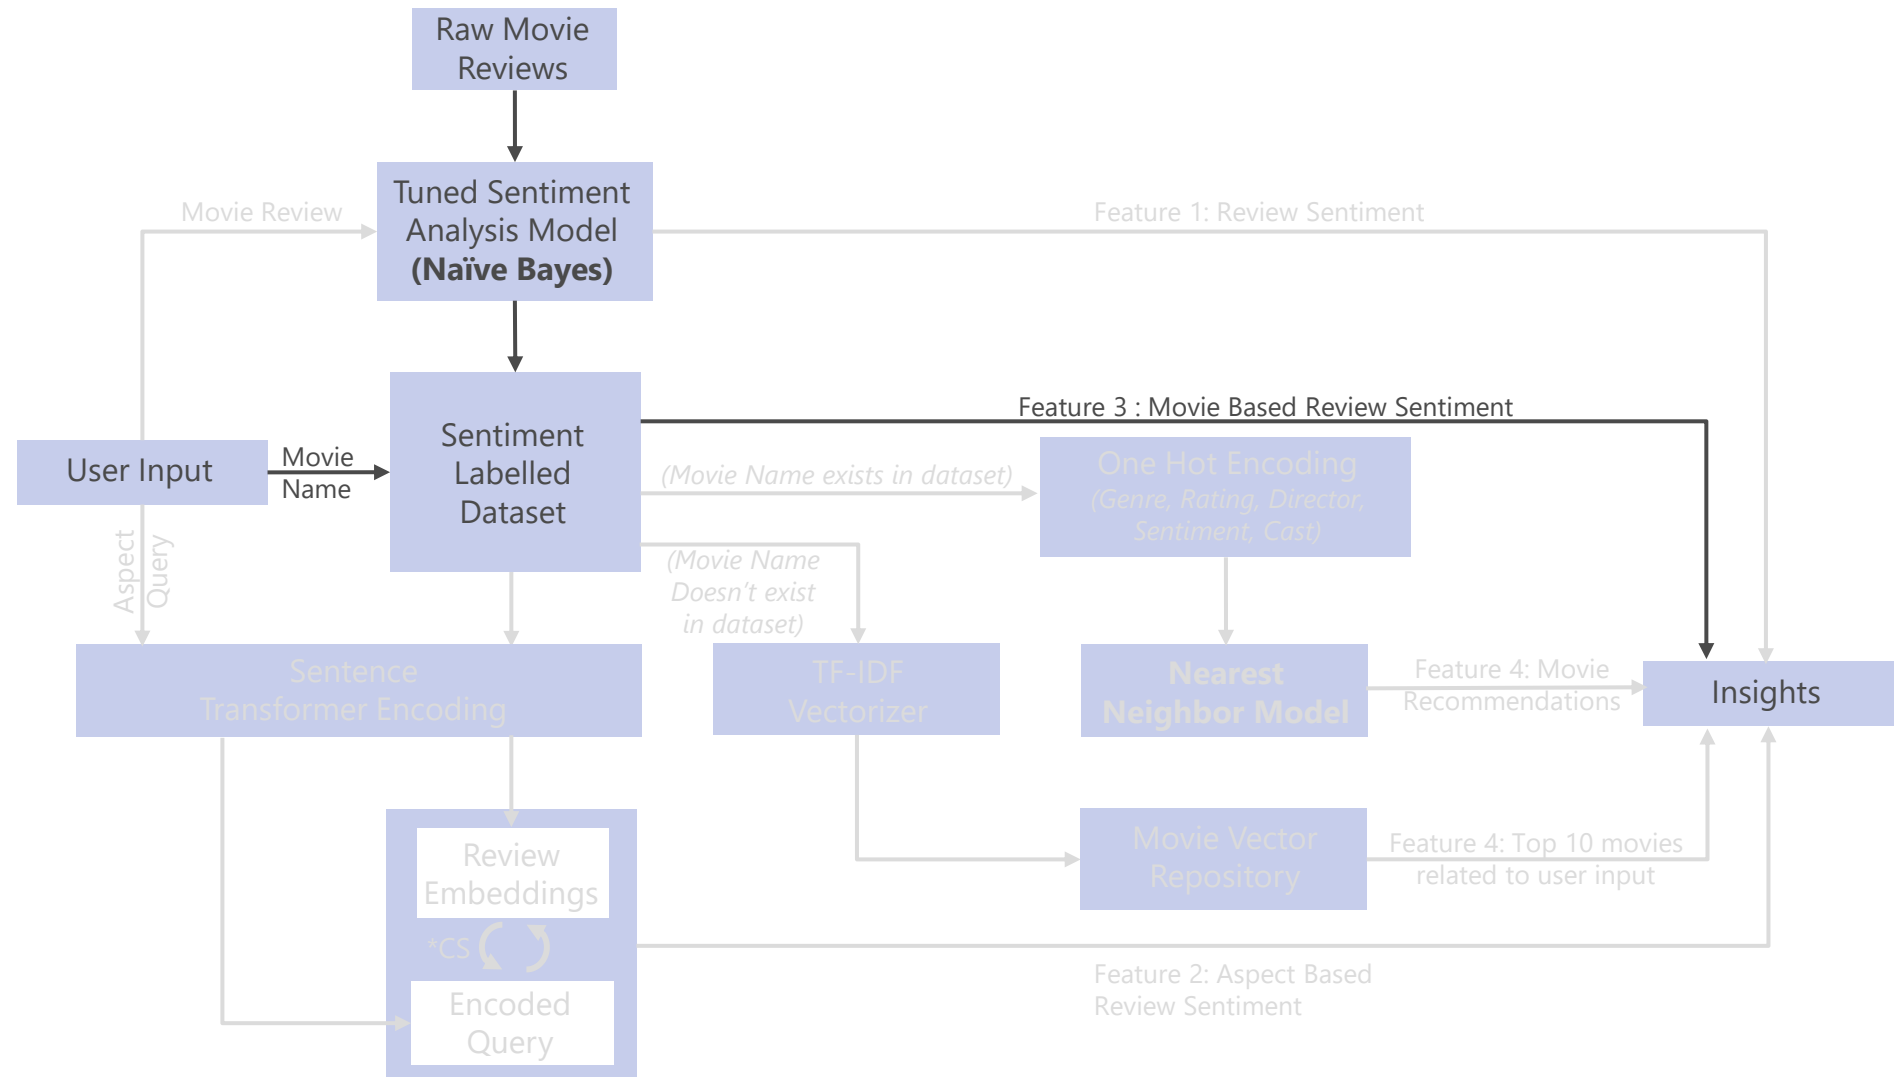 Raw Movie
Reviews
Tuned Sentiment
Analysis Model
(Naïve Bayes)
Movie Review
Feature 1: Review Sentiment
Feature 3 : Movie Based Review Sentiment
Sentiment
Labelled
Dataset
User Input
Movie
Name
(Movie Name exists in dataset)
One Hot Encoding
(Genre, Rating, Director,
Sentiment, Cast)
Aspect
Query
(Movie Name
Doesn't exist
in dataset)
Sentence
Transformer Encoding
TF-IDF
Vectorizer
Nearest
Neighbor Model
Feature 4: Movie
Recommendations
Insights
Review
Embeddings
*CS
Encoded
Query
Movie Vector
Repository
Feature 4: Top 10 movies
related to user input
Feature 2: Aspect Based
Review Sentiment